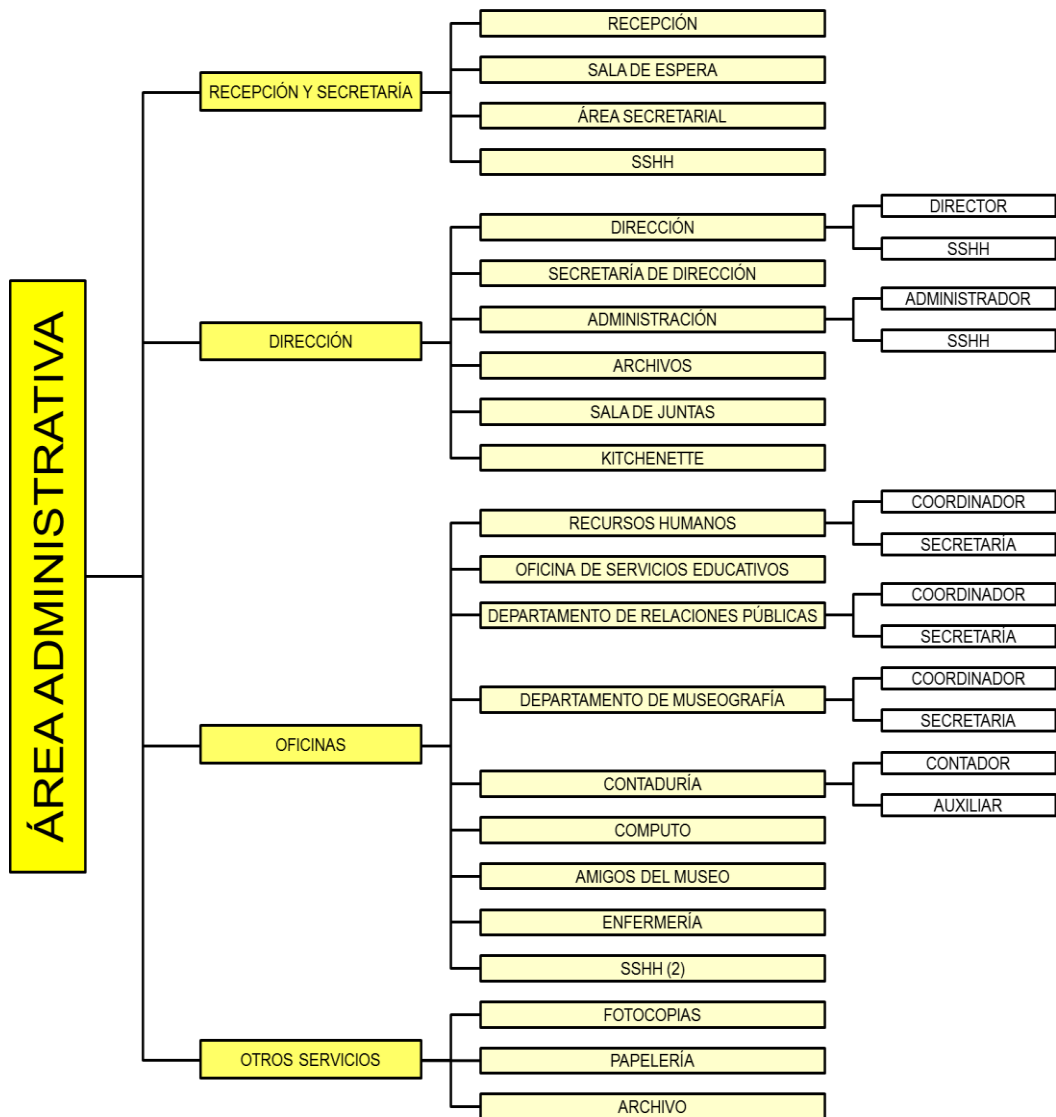 ÁREA ADMINISTRATIVA
RECEPCIÓN Y SECRETARÍA
RECEPCIÓN
SALA DE ESPERA
ÁREA SECRETARIAL
SSHH
DIRECCIÓN
DIRECCIÓN
DIRECTOR
SSHH
SECRETARÍA DE DIRECCIÓN
ADMINISTRACIÓN
ADMINISTRADOR
SSHH
ARCHIVOS
SALA DE JUNTAS
KITCHENETTE
OFICINAS
RECURSOS HUMANOS
COORDINADOR
SECRETARÍA
OFICINA DE SERVICIOS EDUCATIVOS
DEPARTAMENTO DE RELACIONES PÚBLICAS
COORDINADOR
SECRETARÍA
DEPARTAMENTO DE MUSEOGRAFÍA
COORDINADOR
SECRETARIA
CONTADURÍA
CONTADOR
AUXILIAR
COMPUTO
AMIGOS DEL MUSEO
ENFERMERÍA
SSHH (2)
OTROS SERVICIOS
FOTOCOPIAS
PAPELERÍA
ARCHIVO